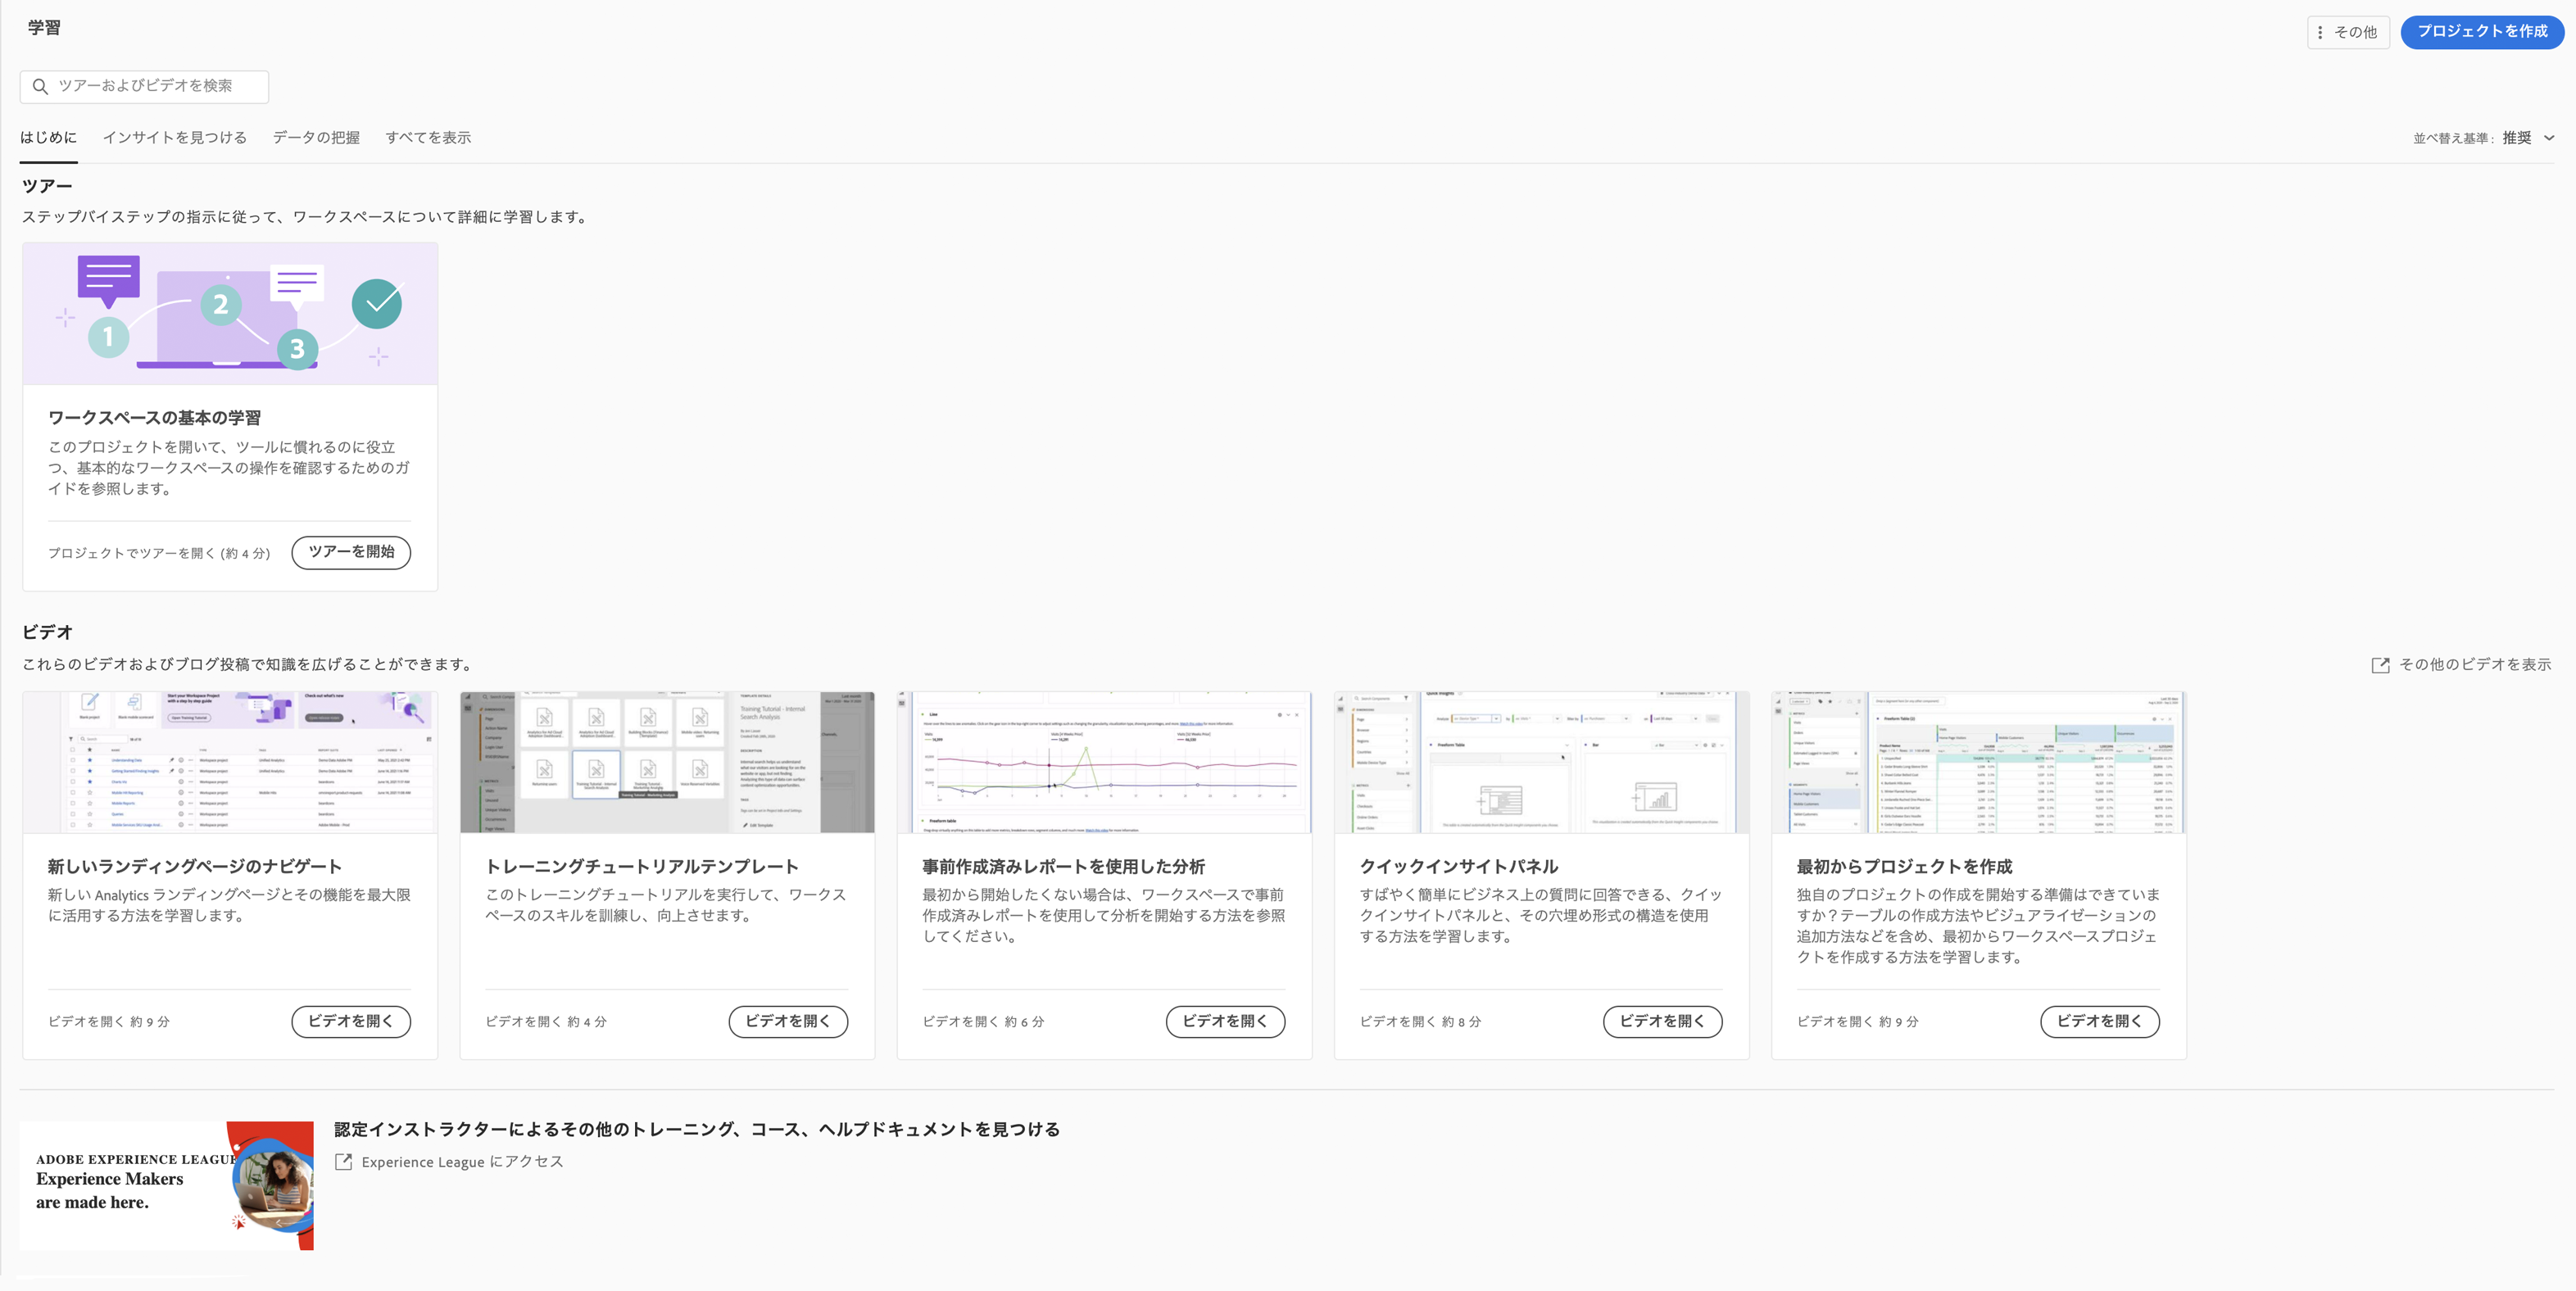 学習
その他
プロジェクトを作成
ツアーおよびビデオを検索
はじめに
インサイトを見つける
データの把握
すべてを表示
並べ替え基準: 推奨
ツアー
ステップバイステップの指示に従って、ワークスペースについて詳細に学習します。
1
2
3
ワークスペースの基本の学習
このプロジェクトを開いて、ツールに慣れるのに役立
つ、基本的なワークスペースの操作を確認するためのガ
イドを参照します。
プロジェクトでツアーを開く (約 4 分)
ツアーを開始
ビデオ
これらのビデオおよびブログ投稿で知識を広げることができます。
その他のビデオを表示
新しいランディングページのナビゲート
新しい Analytics ランディングページとその機能を最大限
に活用する方法を学習します。
ビデオを開く 約 9 分
ビデオを開く
Training Tutorial - Internal
Search Analysis
トレーニングチュートリアルテンプレート
このトレーニングチュートリアルを実行して、ワークス
ペースのスキルを訓練し、向上させます。
ビデオを開く 約 4 分
ビデオを開く
事前作成済みレポートを使用した分析
最初から開始したくない場合は、ワークスペースで事前
作成済みレポートを使用して分析を開始する方法を参照
してください。
ビデオを開く 約 6 分
ビデオを開く
クイックインサイトパネル
すばやく簡単にビジネス上の質問に回答できる、クイッ
クインサイトパネルと、その穴埋め形式の構造を使用
する方法を学習します。
ビデオを開く 約 8 分
ビデオを開く
最初からプロジェクトを作成
独自のプロジェクトの作成を開始する準備はできていま
すか？テーブルの作成方法やビジュアライゼーションの
追加方法などを含め、最初からワークスペースプロジェ
クトを作成する方法を学習します。
ビデオを開く 約 9 分
ビデオを開く
ADOBE EXPERIENCE LEAGUE
Experience Makers
are made here.
認定インストラクターによるその他のトレーニング、コース、ヘルプドキュメントを見つける
Experience League にアクセス